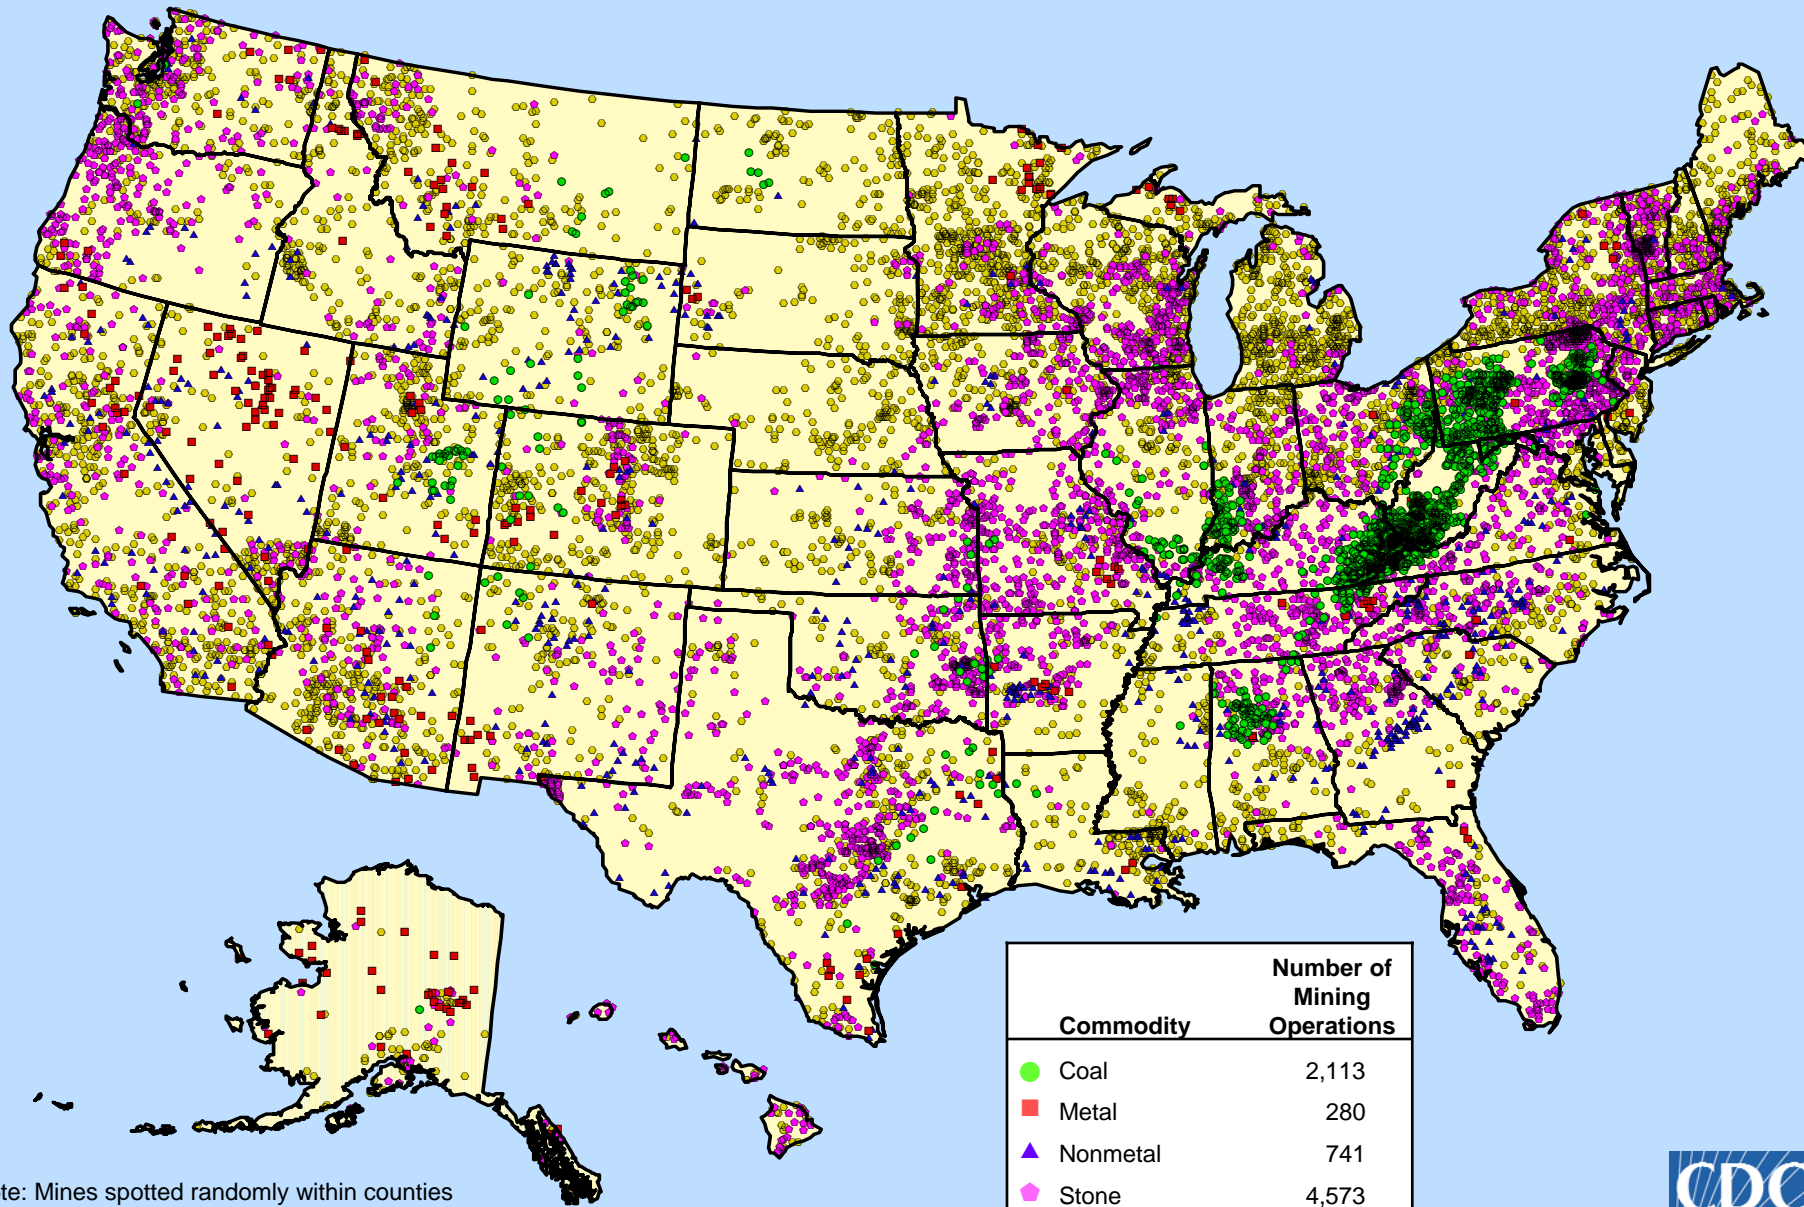 Number of
Mining
Commodity Operations
Coal 2,113
Metal 280
Nonmetal 741
Stone 4,573
te: Mines spotted randomly within counties
CDC